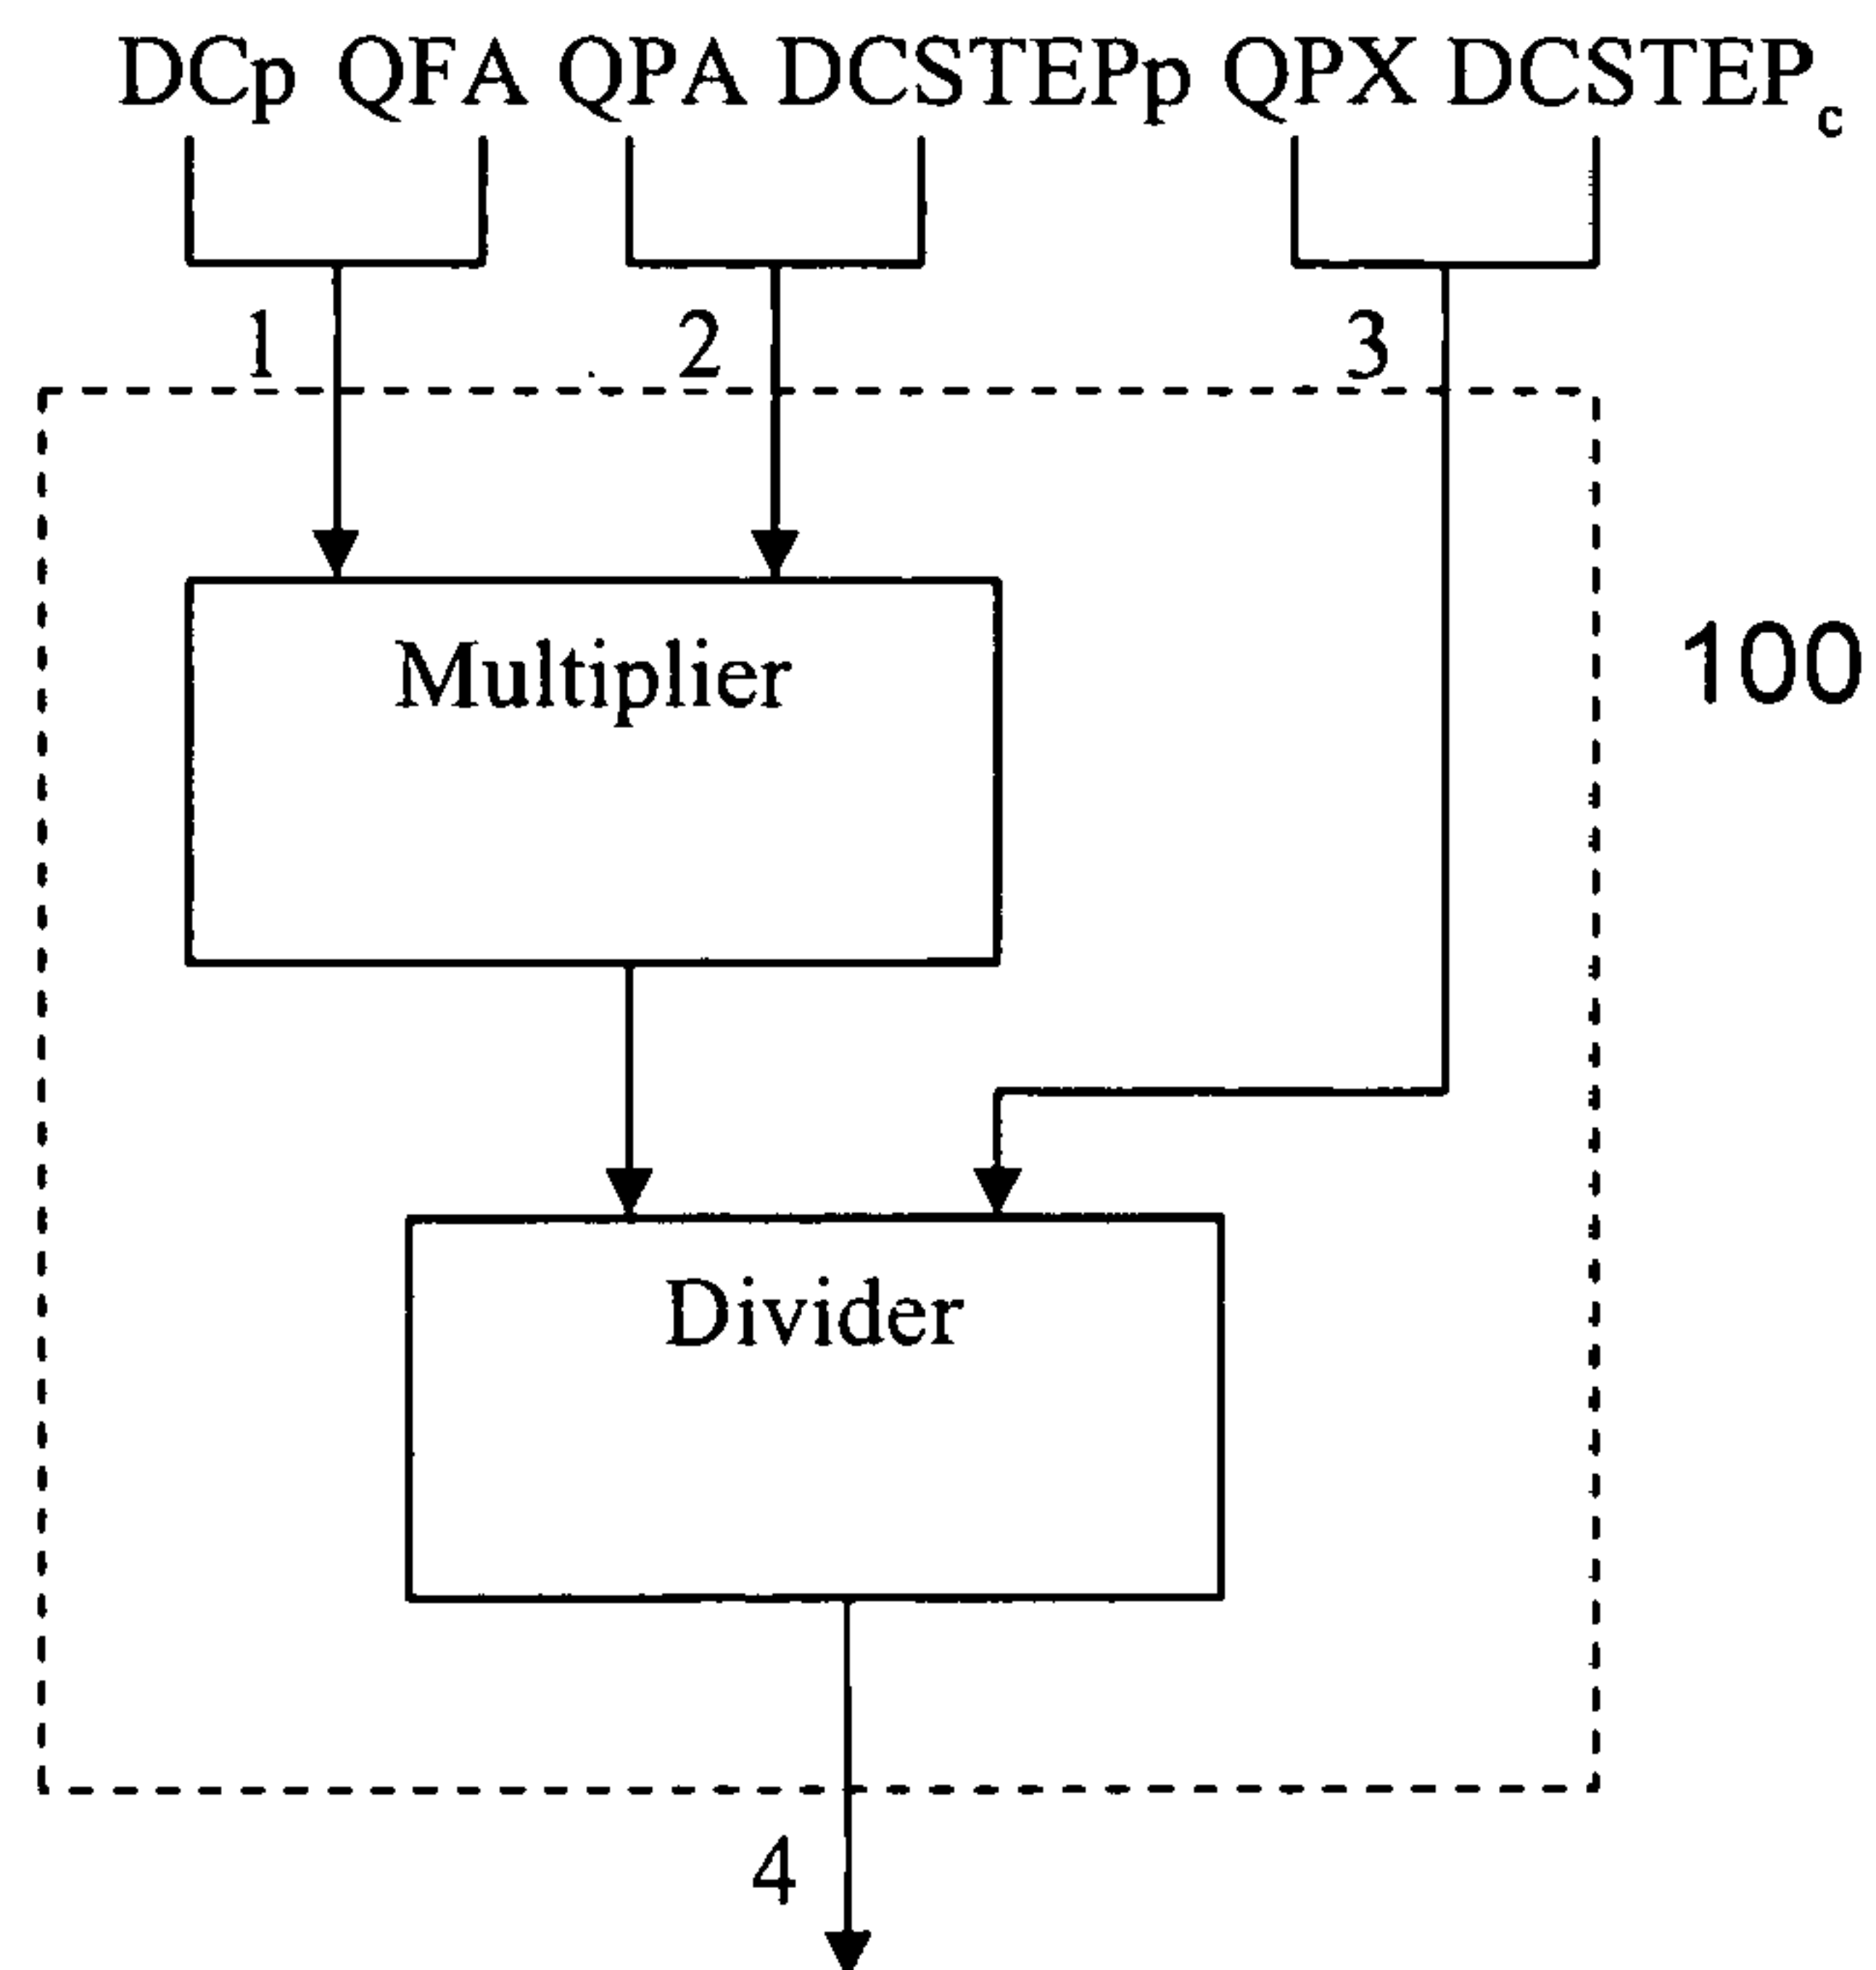 DCp QFA QPA DCSTEPp QPX DCSTEPc
1 2 3
Multiplier
100
Divider
4